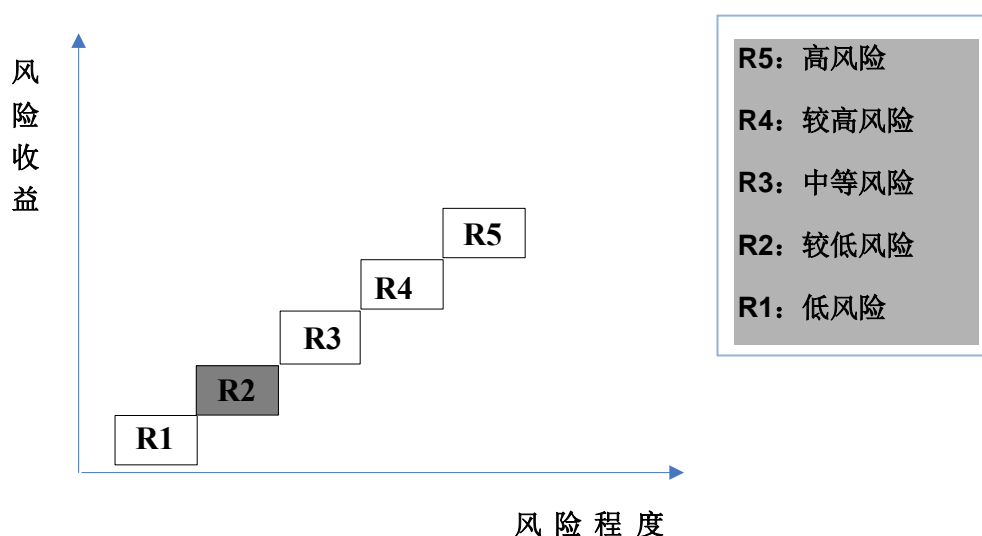 风险收益
R5
R4
R3
R2
R1
风险程度
R5：高风险
R4：较高风险
R3：中等风险
R2：较低风险
R1：低风险